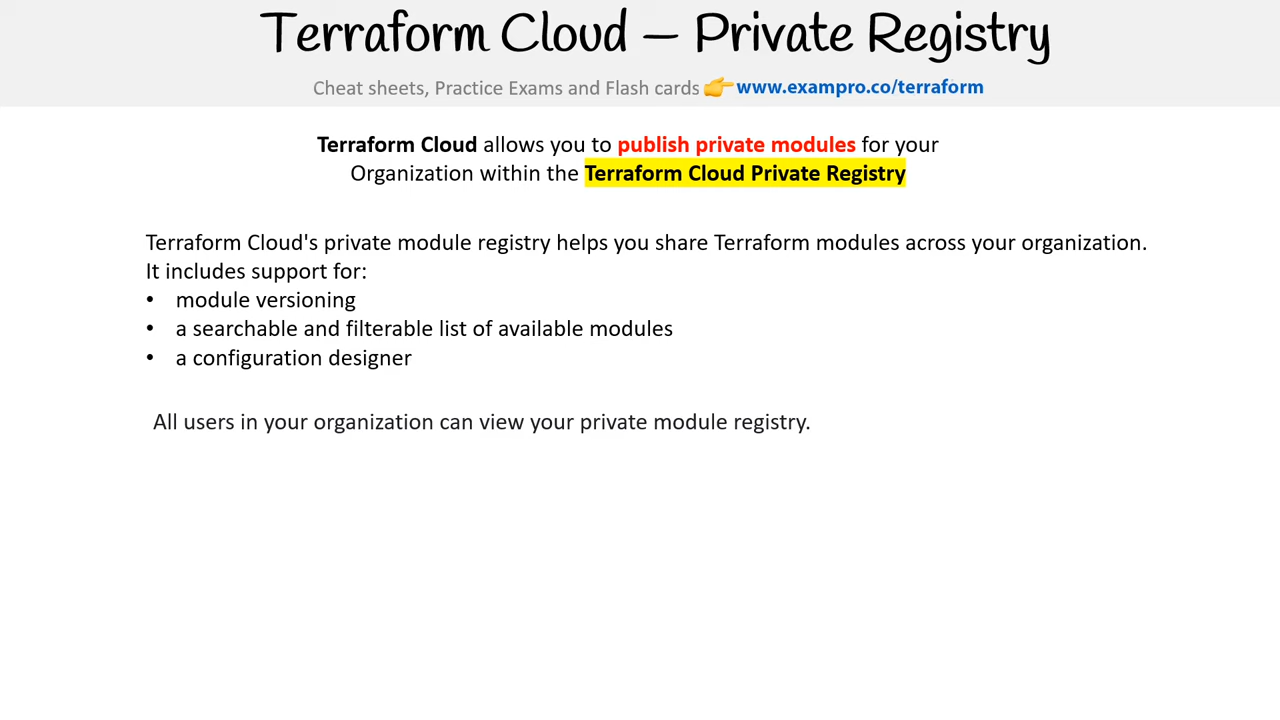 Terraform Cloud – Private Registry
Cheat sheets, Practice Exams and Flash cards 👉 www.exampro.co/terraform
Terraform Cloud allows you to publish private modules for your
Organization within the Terraform Cloud Private Registry
Terraform Cloud's private module registry helps you share Terraform modules across your organization.
It includes support for:
• module versioning
• a searchable and filterable list of available modules
• a configuration designer
All users in your organization can view your private module registry.